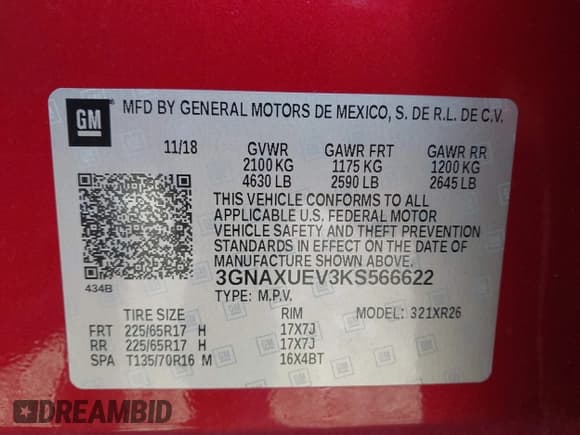 GM MFD BY GENERAL MOTORS DE MEXICO, S. DE R.L. DE C.V.
11/18 GVWR GAWR FRT GAWR RR
2100 KG 1175 KG 1200 KG
4630 LB 2590 LB 2645 LB
THIS VEHICLE CONFORMS TO ALL
APPLICABLE U.S. FEDERAL MOTOR
VEHICLE SAFETY AND THEFT PREVENTION
STANDARDS IN EFFECT ON THE DATE OF
MANUFACTURE SHOWN ABOVE.
434B 3GNAXUEV3KS566622
TYPE: M.P.V. MODEL: 321XR26
TIRE SIZE RIM
FRT 225/65R17 H 17X7J
RR 225/65R17 H 17X7J
SPA T135/70R16 M 16X4BT
DREAMBID